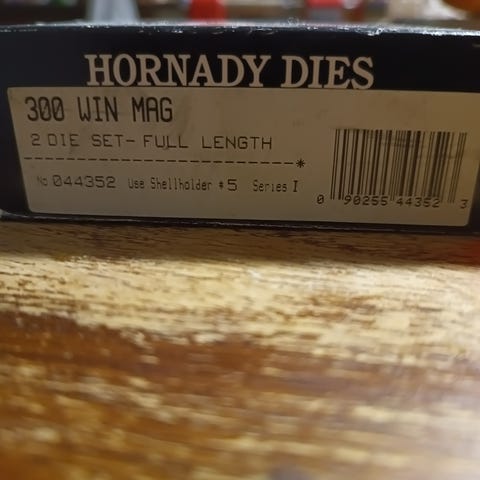 HORNADY DIES
300 WIN MAG
2 DIE SET- FULL LENGTH
------------------------------*
No 044352 Use Shellholder #5 Series I
0 90255 44352 3